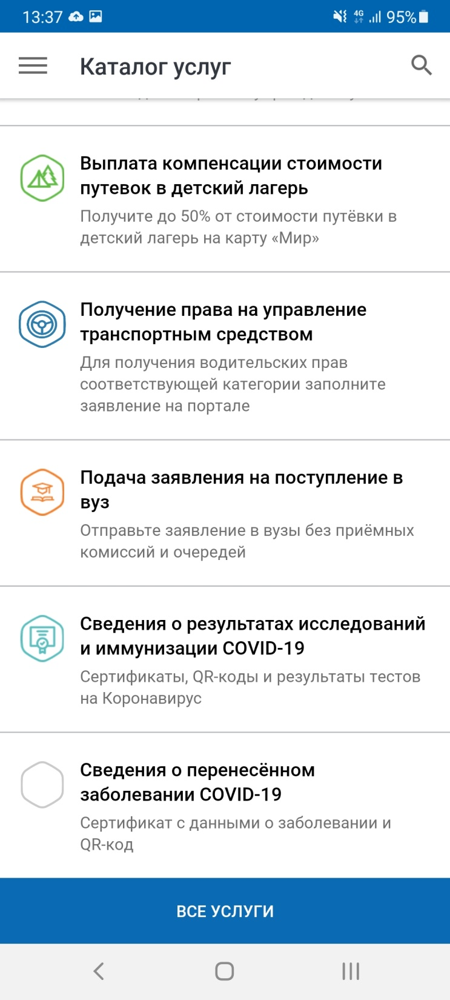 13:37
4G
95%
Каталог услуг
Выплата компенсации стоимости
путевок в детский лагерь
Получите до 50% от стоимости путёвки в
детский лагерь на карту «Мир»
Получение права на управление
транспортным средством
Для получения водительских прав
соответствующей категории заполните
заявление на портале
Подача заявления на поступление в
вуз
Отправьте заявление в вузы без приёмных
комиссий и очередей
Сведения о результатах исследований
и иммунизации COVID-19
Сертификаты, QR-коды и результаты тестов
на Коронавирус
Сведения о перенесённом
заболевании COVID-19
Сертификат с данными о заболевании и
QR-код
ВСЕ УСЛУГИ